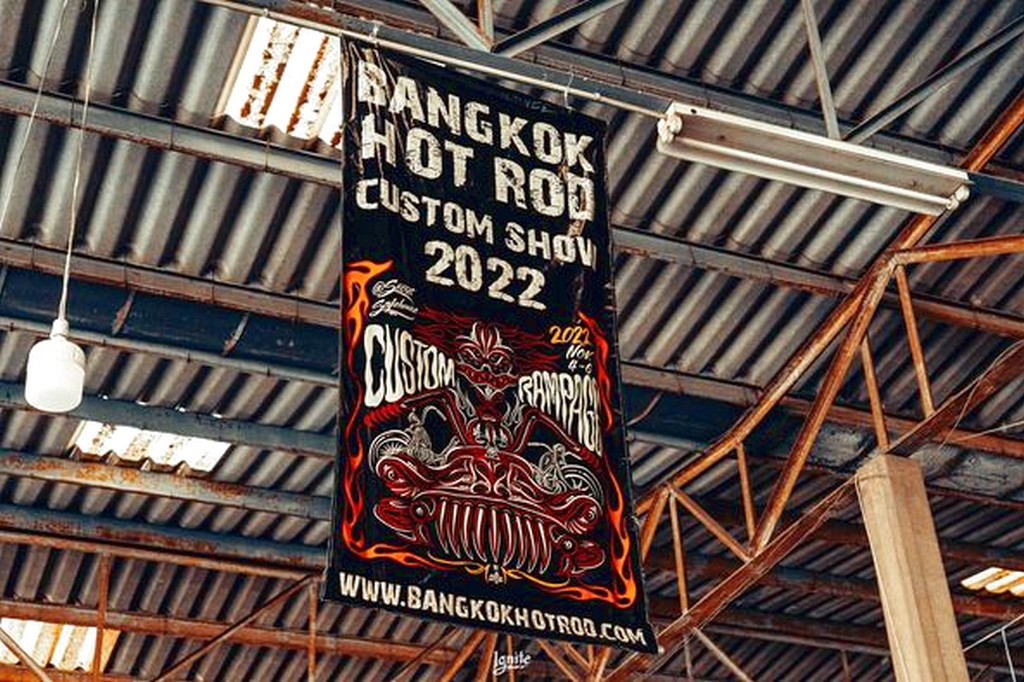 BANGKOK
HOT ROD
CUSTOM SHOW
2022
2022
Nov
4-6
CUSTOM
RAMPAGE
WWW.BANGKOKHOTROD.COM
Ignite